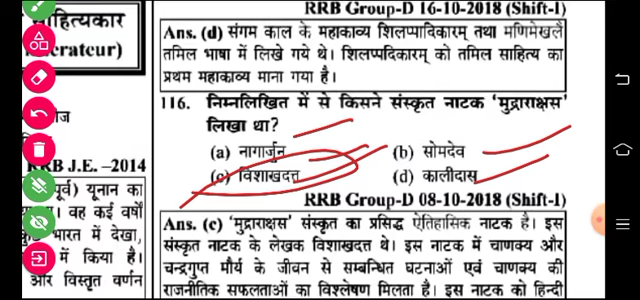 हित्यकार
erateur)
ाज
RRB J.E. –2014
पूर्व) यूनान का
। वह कई वर्षों
भारत में देखा,
में किया है।
और विस्तृत वर्णन
RRB Group-D 16-10-2018 (Shift-I)
Ans. (d) संगम काल के महाकाव्य शिलप्पादिकारम् तथा मणिमेखलै
तमिल भाषा में लिखे गये थे। शिलप्पादिकारम् को तमिल साहित्य का
प्रथम महाकाव्य माना गया है।
116. निम्नलिखित में से किसने संस्कृत नाटक 'मुद्राराक्षस'
लिखा था?
(a) नागार्जुन (b) सोमदेव
(c) विशाखदत्त (d) कालीदास
RRB Group-D 08-10-2018 (Shift-I)
Ans. (c) 'मुद्राराक्षस' संस्कृत का प्रसिद्ध ऐतिहासिक नाटक है। इस
संस्कृत नाटक के लेखक विशाखदत्त थे। इस नाटक में चाणक्य और
चन्द्रगुप्त मौर्य के जीवन से सम्बन्धित घटनाओं एवं चाणक्य की
राजनीतिक सफलताओं का विश्लेषण मिलता है। इस नाटक को हिन्दी